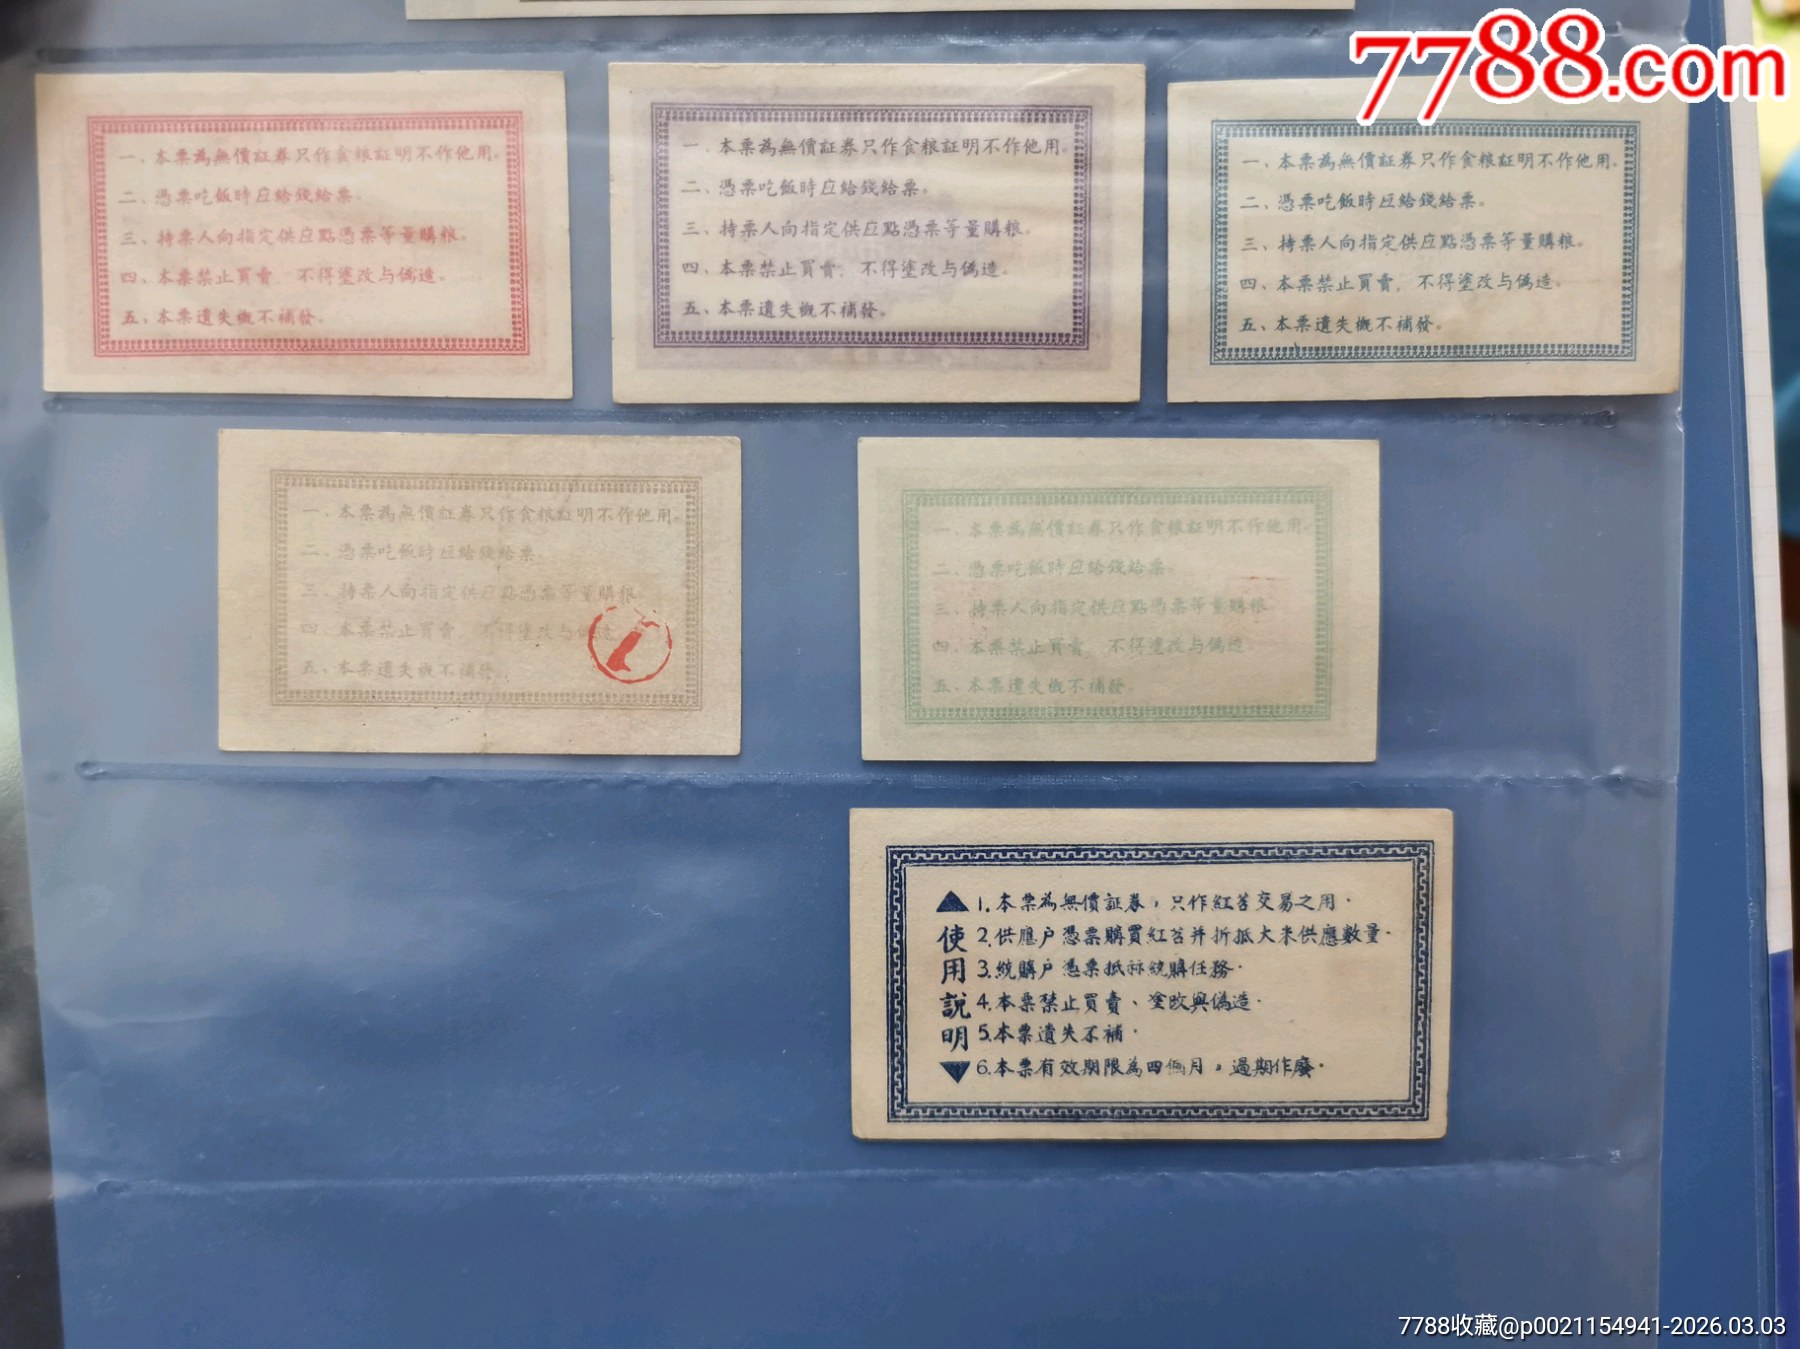 7788.com
一、本票為無價証券只作食粮証明不作他用。
二、憑票吃飯時应給錢給票。
三、持票人向指定供应點憑票等量購粮。
四、本票禁止買賣，不得塗改与偽造。
五、本票遺失概不補發。
一、本票為無價証券只作食粮証明不作他用。
二、憑票吃飯時应給錢給票。
三、持票人向指定供应點憑票等量購粮。
四、本票禁止買賣，不得塗改与偽造。
五、本票遺失概不補發。
一、本票為無價証券只作食粮証明不作他用。
二、憑票吃飯時应給錢給票。
三、持票人向指定供应點憑票等量購粮。
四、本票禁止買賣，不得塗改与偽造。
五、本票遺失概不補發。
一、本票為無價証券只作食粮証明不作他用。
二、憑票吃飯時应給錢給票。
三、持票人向指定供应點憑票等量購粮
四、本票禁止買賣，不得塗改与偽造
五、本票遺失概不補發。
一、本票為無價証券只作食粮証明不作他用。
二、憑票吃飯時应給錢給票。
三、持票人向指定供应點憑票等量購粮。
四、本票禁止買賣，不得塗改与偽造。
五、本票遺失概不補發。
使用說明
1.本票為無價証券，只作紅苕交易之用·
2.供應户憑票購買紅苕并折抵大米供應數量·
3.統購户憑票抵統購任務·
4.本票禁止買賣、塗改與偽造·
5.本票遺失不補·
6.本票有效期限為四個月，過期作廢·
7788收藏@p0021154941-2026.03.03